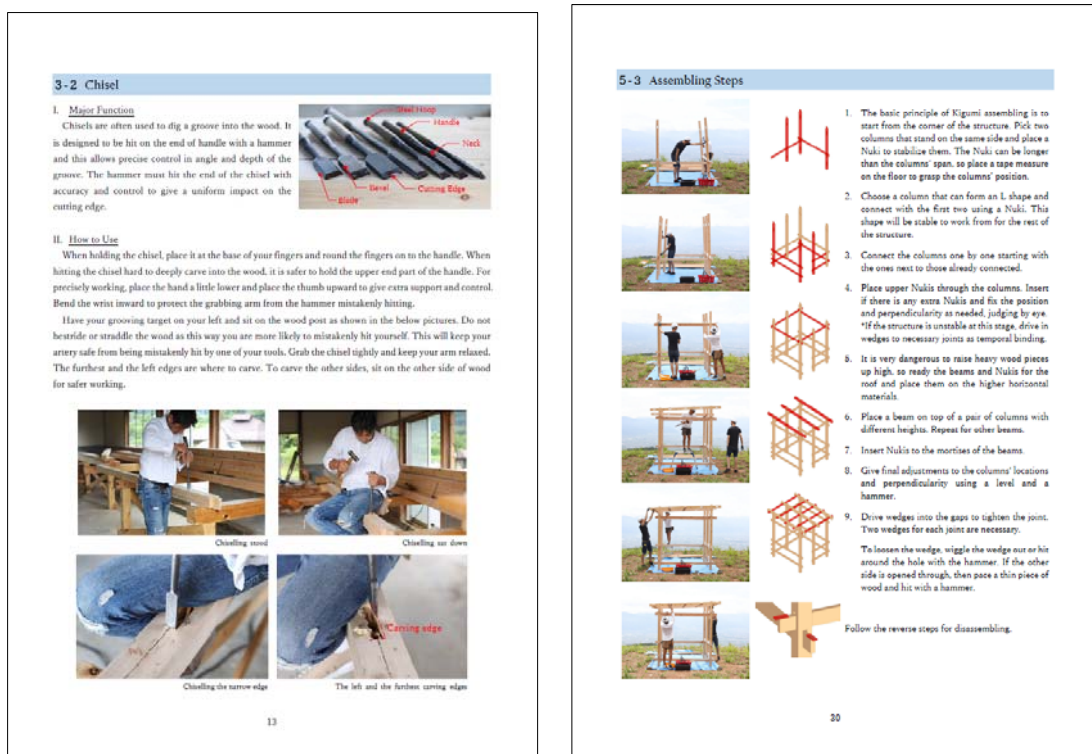 3-2 Chisel
I. Major Function
Chisels are often used to dig a groove into the wood. It
is designed to be hit on the end of handle with a hammer
and this allows precise control in angle and depth of the
groove. The hammer must hit the end of the chisel with
accuracy and control to give a uniform impact on the
cutting edge.
Steel Hoop
Handle
Neck
Bevel
Cutting Edge
Blade
II. How to Use
When holding the chisel, place it at the base of your fingers and round the fingers on to the handle. When
hitting the chisel hard to deeply carve into the wood, it is safer to hold the upper end part of the handle. For
precisely working, place the hand a little lower and place the thumb upward to give extra support and control.
Bend the wrist inward to protect the grabbing arm from the hammer mistakenly hitting.
Have your grooving target on your left and sit on the wood post as shown in the below pictures. Do not
bestride or straddle the wood as this way you are more likely to mistakenly hit yourself. This will keep your
artery safe from being mistakenly hit by one of your tools. Grab the chisel tightly and keep your arm relaxed.
The furthest and the left edges are where to carve. To carve the other sides, sit on the other side of wood
for safer working.
Chiselling stood
Chiselling sat down
Carving edge
Chiselling the narrow edge
The left and the furthest carving edges
13
5-3 Assembling Steps
1. The basic principle of Kigumi assembling is to
start from the corner of the structure. Pick two
columns that stand on the same side and place a
Nuki to stabilize them. The Nuki can be longer
than the columns' span, so place a tape measure
on the floor to grasp the columns' position.
2. Choose a column that can form an L shape and
connect with the first two using a Nuki. This
shape will be stable to work from for the rest of
the structure.
3. Connect the columns one by one starting with
the ones next to those already connected.
4. Place upper Nukis through the columns. Insert
if there is any extra Nukis and fix the position
and perpendicularity as needed, judging by eye.
*If the structure is unstable at this stage, drive in
wedges to necessary joints as temporal binding.
5. It is very dangerous to raise heavy wood pieces
up high, so ready the beams and Nukis for the
roof and place them on the higher horizontal
materials.
6. Place a beam on top of a pair of columns with
different heights. Repeat for other beams.
7. Insert Nukis to the mortises of the beams.
8. Give final adjustments to the columns' locations
and perpendicularity using a level and a
hammer.
9. Drive wedges into the gaps to tighten the joint.
Two wedges for each joint are necessary.
To loosen the wedge, wiggle the wedge out or hit
around the hole with the hammer. If the other
side is opened through, then pace a thin piece of
wood and hit with a hammer.
Follow the reverse steps for disassembling.
30